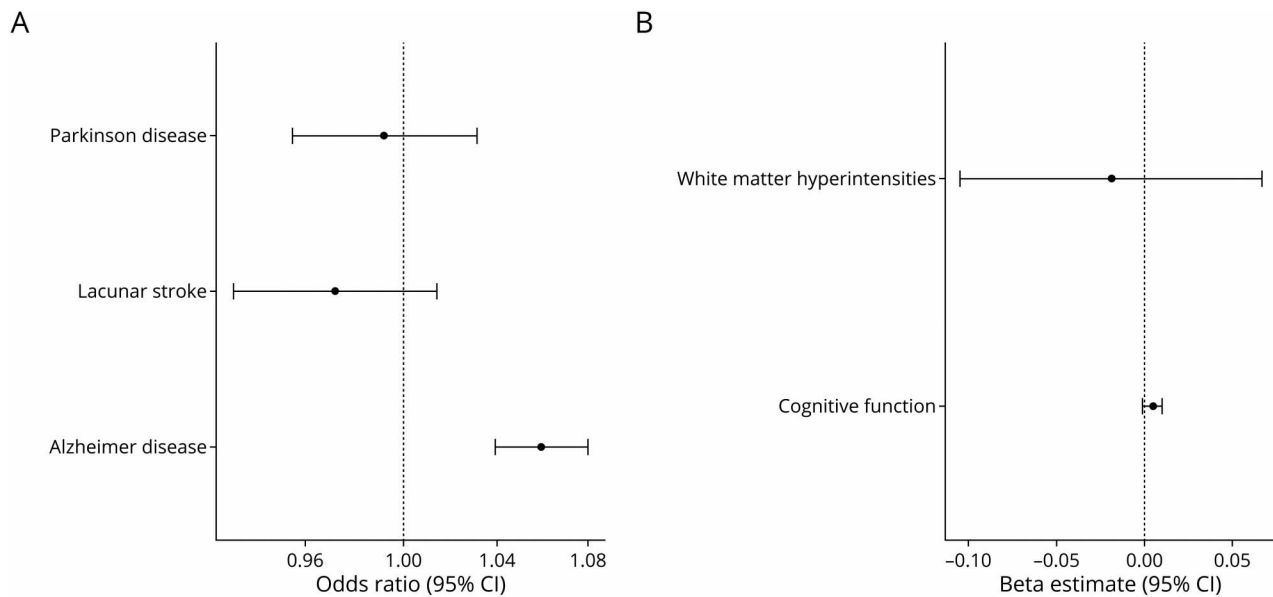 A
Parkinson disease
Lacunar stroke
Alzheimer disease
0.96 1.00 1.04 1.08
Odds ratio (95% CI)
B
White matter hyperintensities
Cognitive function
−0.10 −0.05 0.00 0.05
Beta estimate (95% CI)